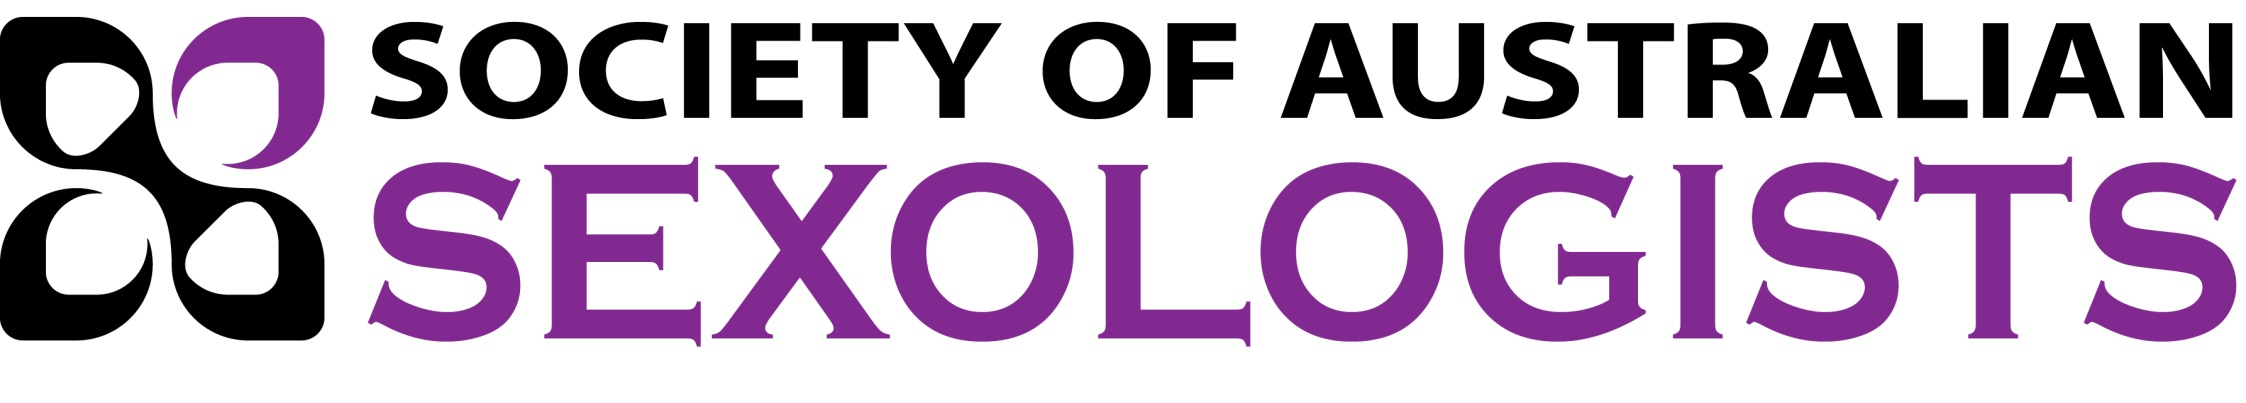 SOCIETY OF AUSTRALIAN
SEXOLOGISTS